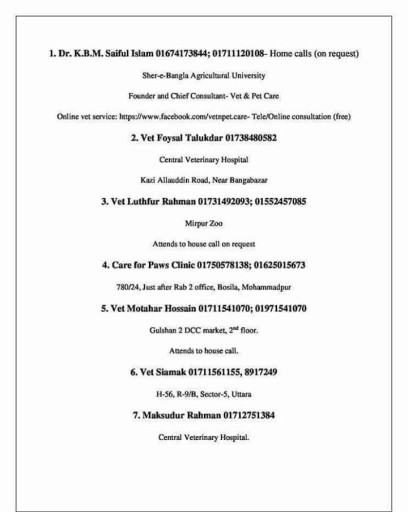 1. Dr. K.B.M. Saiful Islam 01674173844; 01711120108- Home calls (on request)
Sher-e-Bangla Agricultural University
Founder and Chief Consultant- Vet & Pet Care
Online vet service: https://www.facebook.com/vetnpet.care- Tele/Online consultation (free)
2. Vet Foysal Talukdar 01738480582
Central Veterinary Hospital
Kazi Allauddin Road, Near Bangabazar
3. Vet Luthfur Rahman 01731492093; 01552457085
Mirpur Zoo
Attends to house call on request
4. Care for Paws Clinic 01750578138; 01625015673
780/24, Just after Rab 2 office, Bosila, Mohammadpur
5. Vet Motahar Hossain 01711541070; 01971541070
Gulshan 2 DCC market, 2nd floor.
Attends to house call.
6. Vet Siamak 01711561155, 8917249
H-56, R-9/B, Sector-5, Uttara
7. Maksudur Rahman 01712751384
Central Veterinary Hospital.